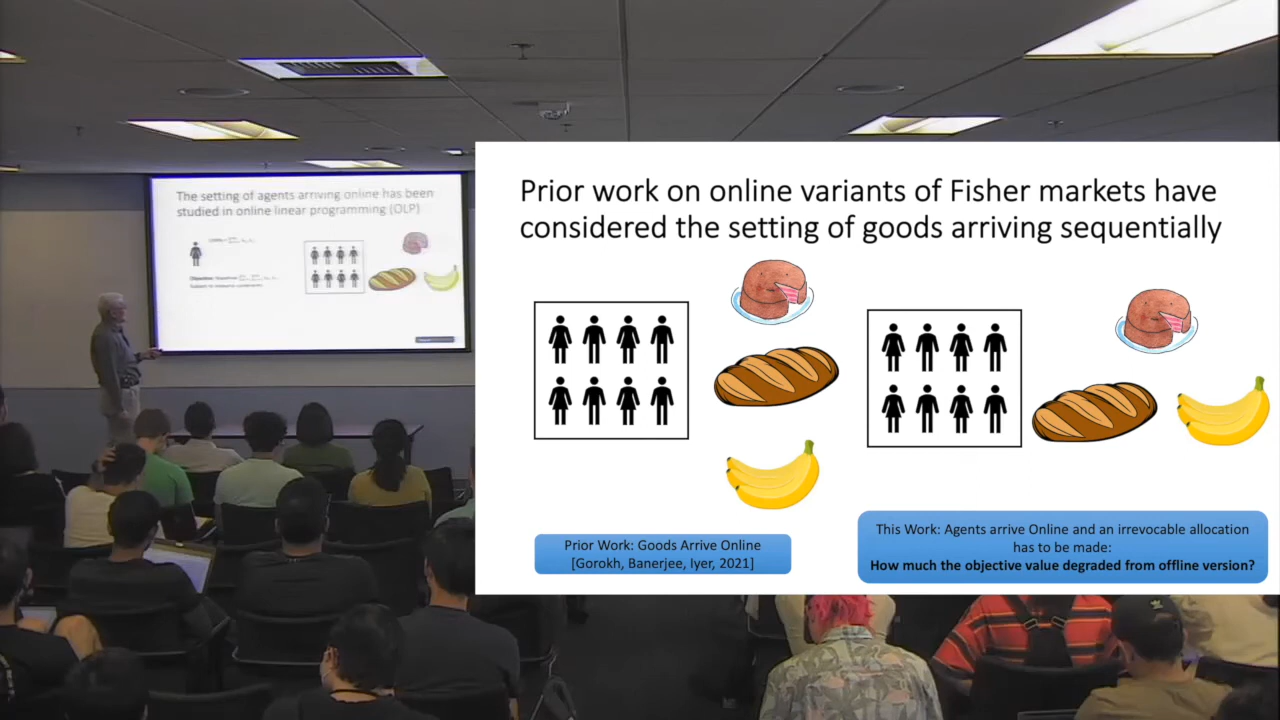 The setting of agents arriving online has been
studied in online linear programming (OLP)
Prior work on online variants of Fisher markets have
considered the setting of goods arriving sequentially
Prior Work: Goods Arrive Online
[Gorokh, Banerjee, Iyer, 2021]
This Work: Agents arrive Online and an irrevocable allocation
has to be made:
How much the objective value degraded from offline version?